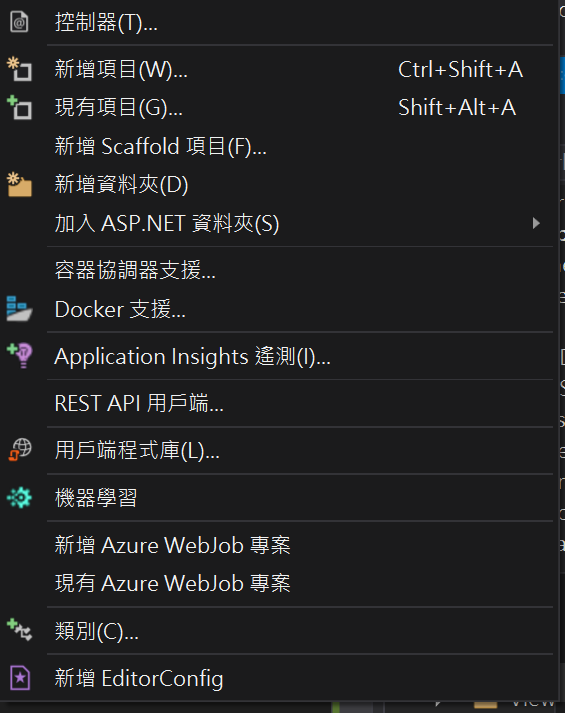 控制器(T)...
新增項目(W)... Ctrl+Shift+A
現有項目(G)... Shift+Alt+A
新增 Scaffold 項目(F)...
新增資料夾(D)
加入 ASP.NET 資料夾(S)
容器協調器支援...
Docker 支援...
Application Insights 遙測(I)...
REST API 用戶端...
用戶端程式庫(L)...
機器學習
新增 Azure WebJob 專案
現有 Azure WebJob 專案
類別(C)...
新增 EditorConfig